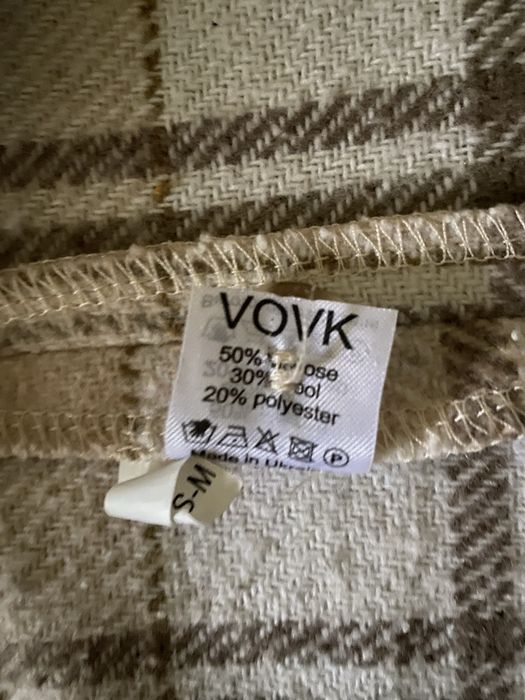 VOVK
50%
30%
20% polyester
P
Made in
S-M